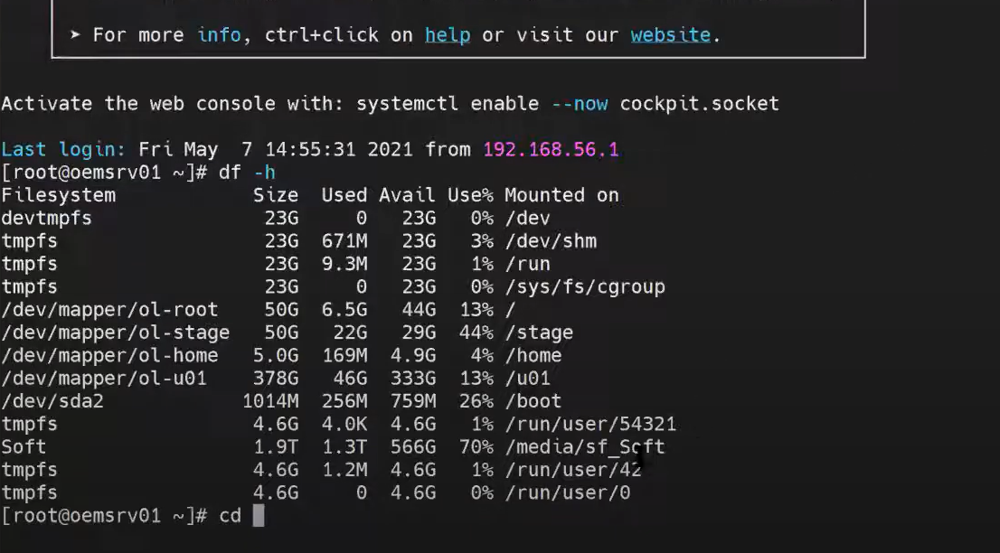 ➤ For more info, ctrl+click on help or visit our website.
Activate the web console with: systemctl enable --now cockpit.socket
Last login: Fri May  7 14:55:31 2021 from 192.168.56.1
[root@oemsrv01 ~]# df -h
Filesystem             Size  Used Avail Use% Mounted on
devtmpfs                23G     0   23G   0% /dev
tmpfs                   23G  671M   23G   3% /dev/shm
tmpfs                   23G  9.3M   23G   1% /run
tmpfs                   23G     0   23G   0% /sys/fs/cgroup
/dev/mapper/ol-root     50G  6.5G   44G  13% /
/dev/mapper/ol-stage    50G   22G   29G  44% /stage
/dev/mapper/ol-home    5.0G  169M  4.9G   4% /home
/dev/mapper/ol-u01     378G   46G  333G  13% /u01
/dev/sda2             1014M  256M  759M  26% /boot
tmpfs                  4.6G  4.0K  4.6G   1% /run/user/54321
Soft                   1.9T  1.3T  566G  70% /media/sf_Soft
tmpfs                  4.6G  1.2M  4.6G   1% /run/user/42
tmpfs                  4.6G     0  4.6G   0% /run/user/0
[root@oemsrv01 ~]# cd